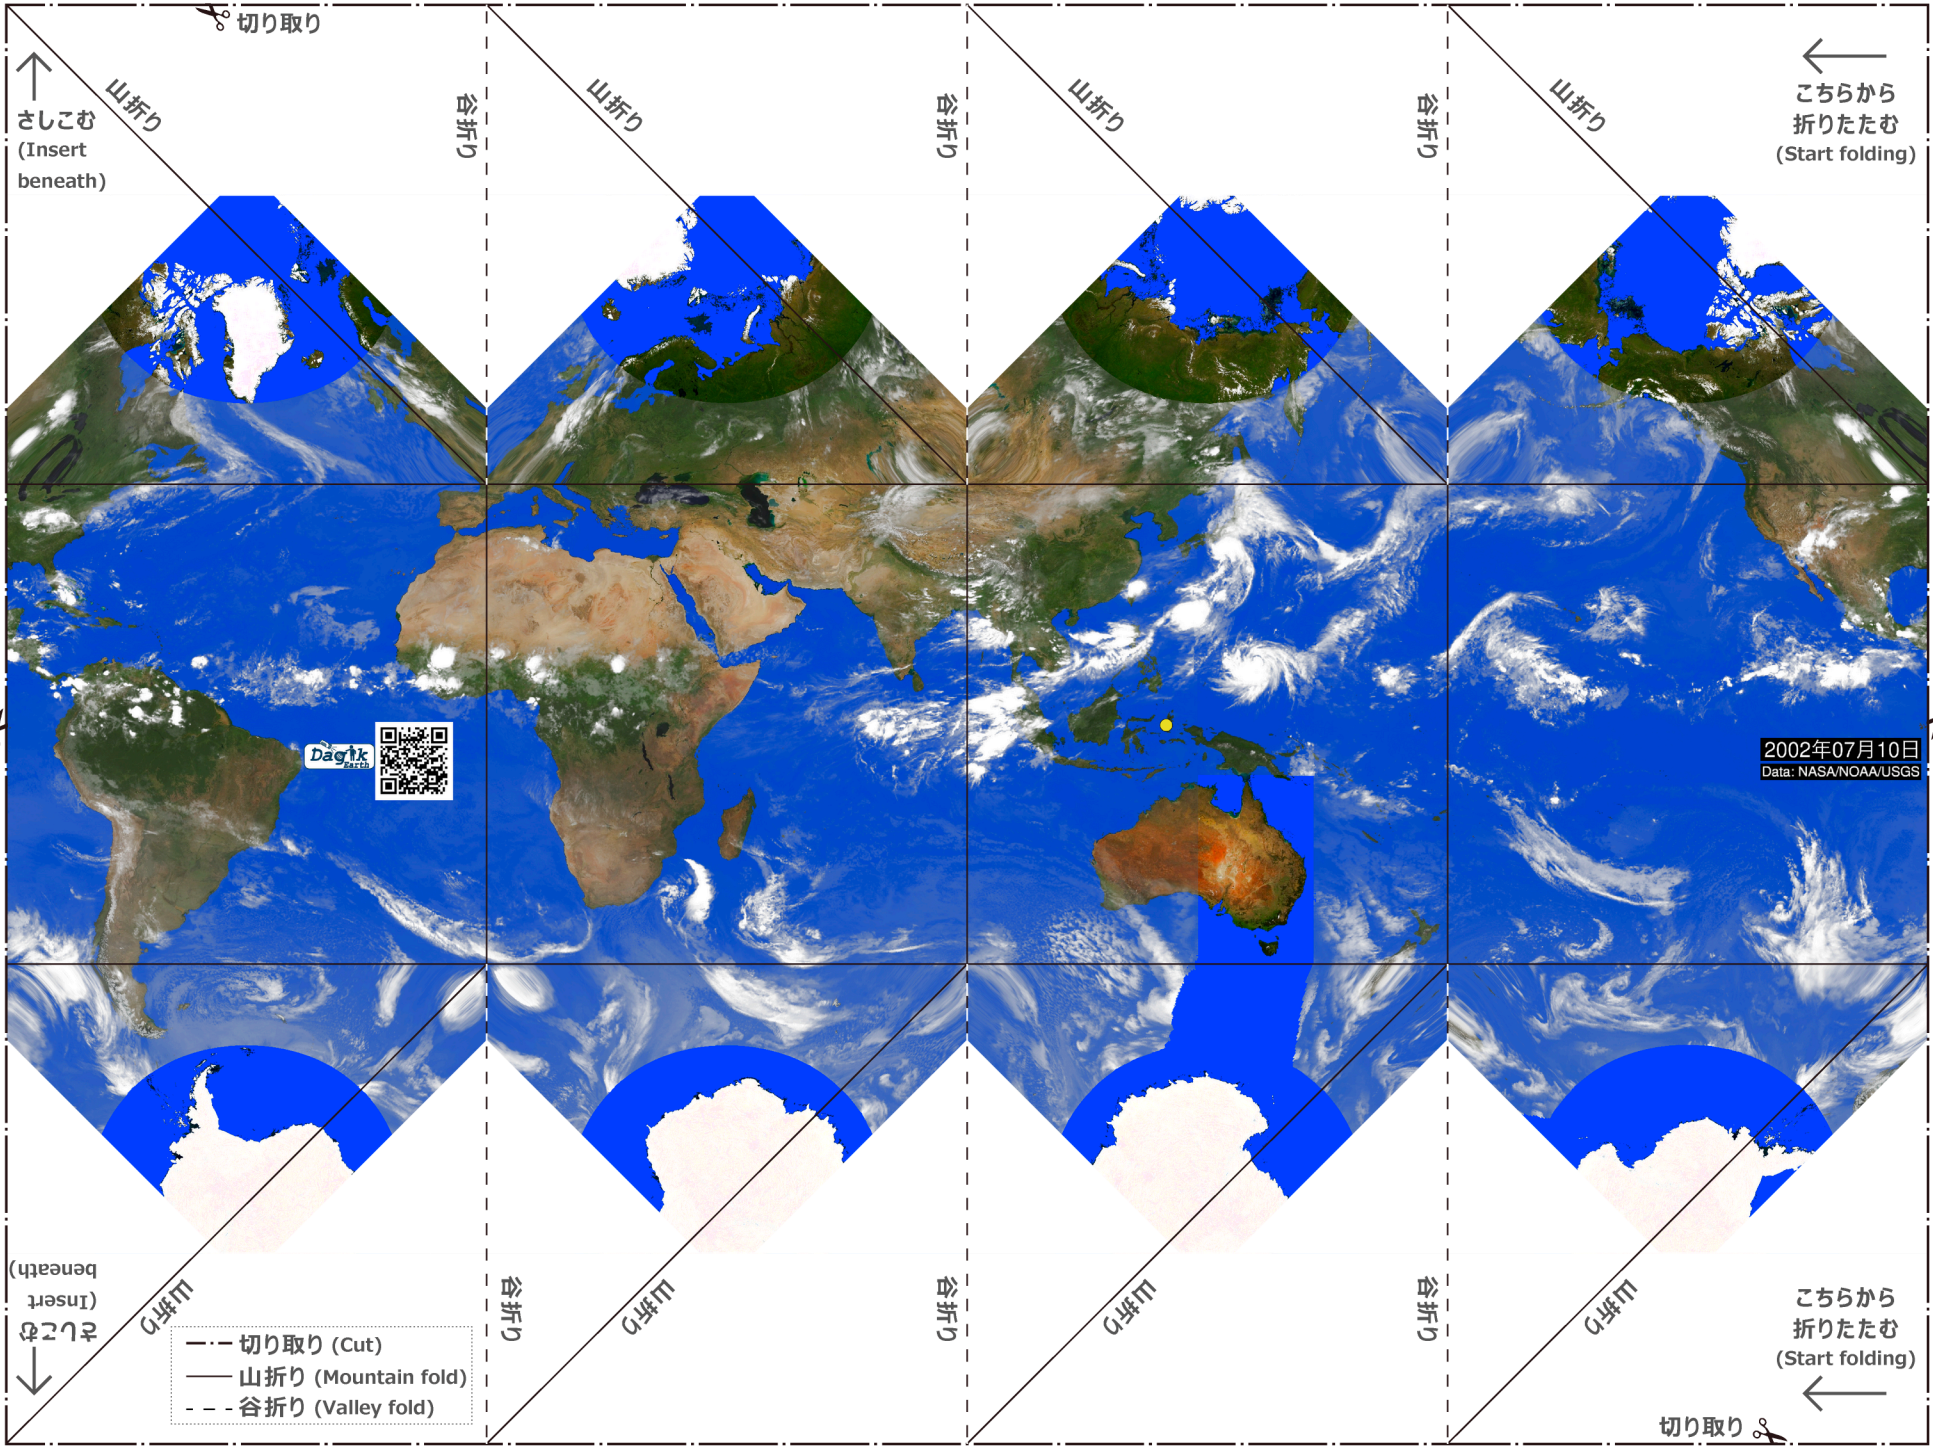 切り取り
山折り
谷折り
山折り
谷折り
山折り
谷折り
山折り
さしこむ
(Insert
beneath)
こちらから
折りたたむ
(Start folding)
Dagik
Earth
2002年07月10日
Data: NASA/NOAA/USGS
さしこむ
(Insert
beneath)
山折り
谷折り
山折り
谷折り
山折り
谷折り
山折り
こちらから
折りたたむ
(Start folding)
切り取り (Cut)
山折り (Mountain fold)
谷折り (Valley fold)
切り取り